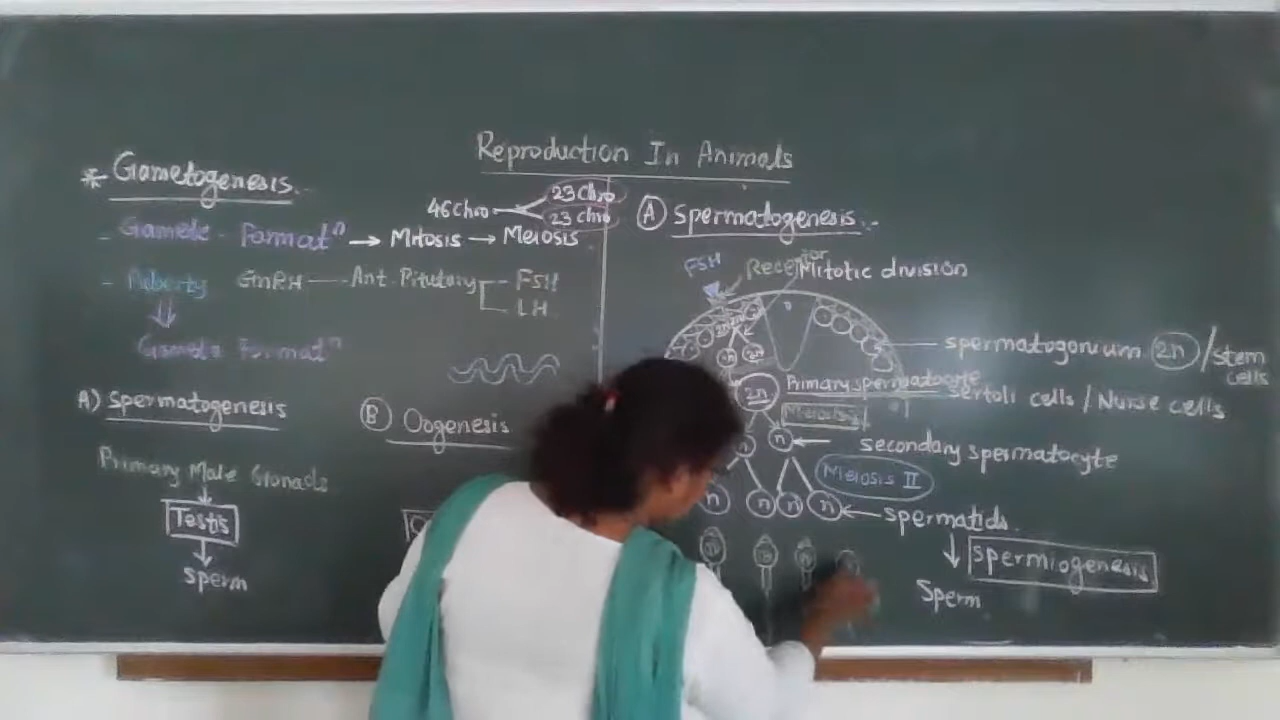 Reproduction In Animals
* Gametogenesis
- Gamete Formatⁿ → Mitosis → Meiosis
46 chro
23 chro
23 chro
- Puberty GnRH — Ant. Pitutary
FSH
LH
⇓
Gamete Formatⁿ
A) Spermatogenesis
Primary Male Gonads
↓
Testis
↓
sperm
B Oogenesis
A Spermatogenesis
FSH Receptor
Mitotic division
spermatogonium 2n / stem cells
Primary spermatocyte
Sertoli cells / Nurse cells
2n
n n ← secondary spermatocyte
Meiosis II
n n n n ← spermatids
↓ spermiogenesis
Sperm